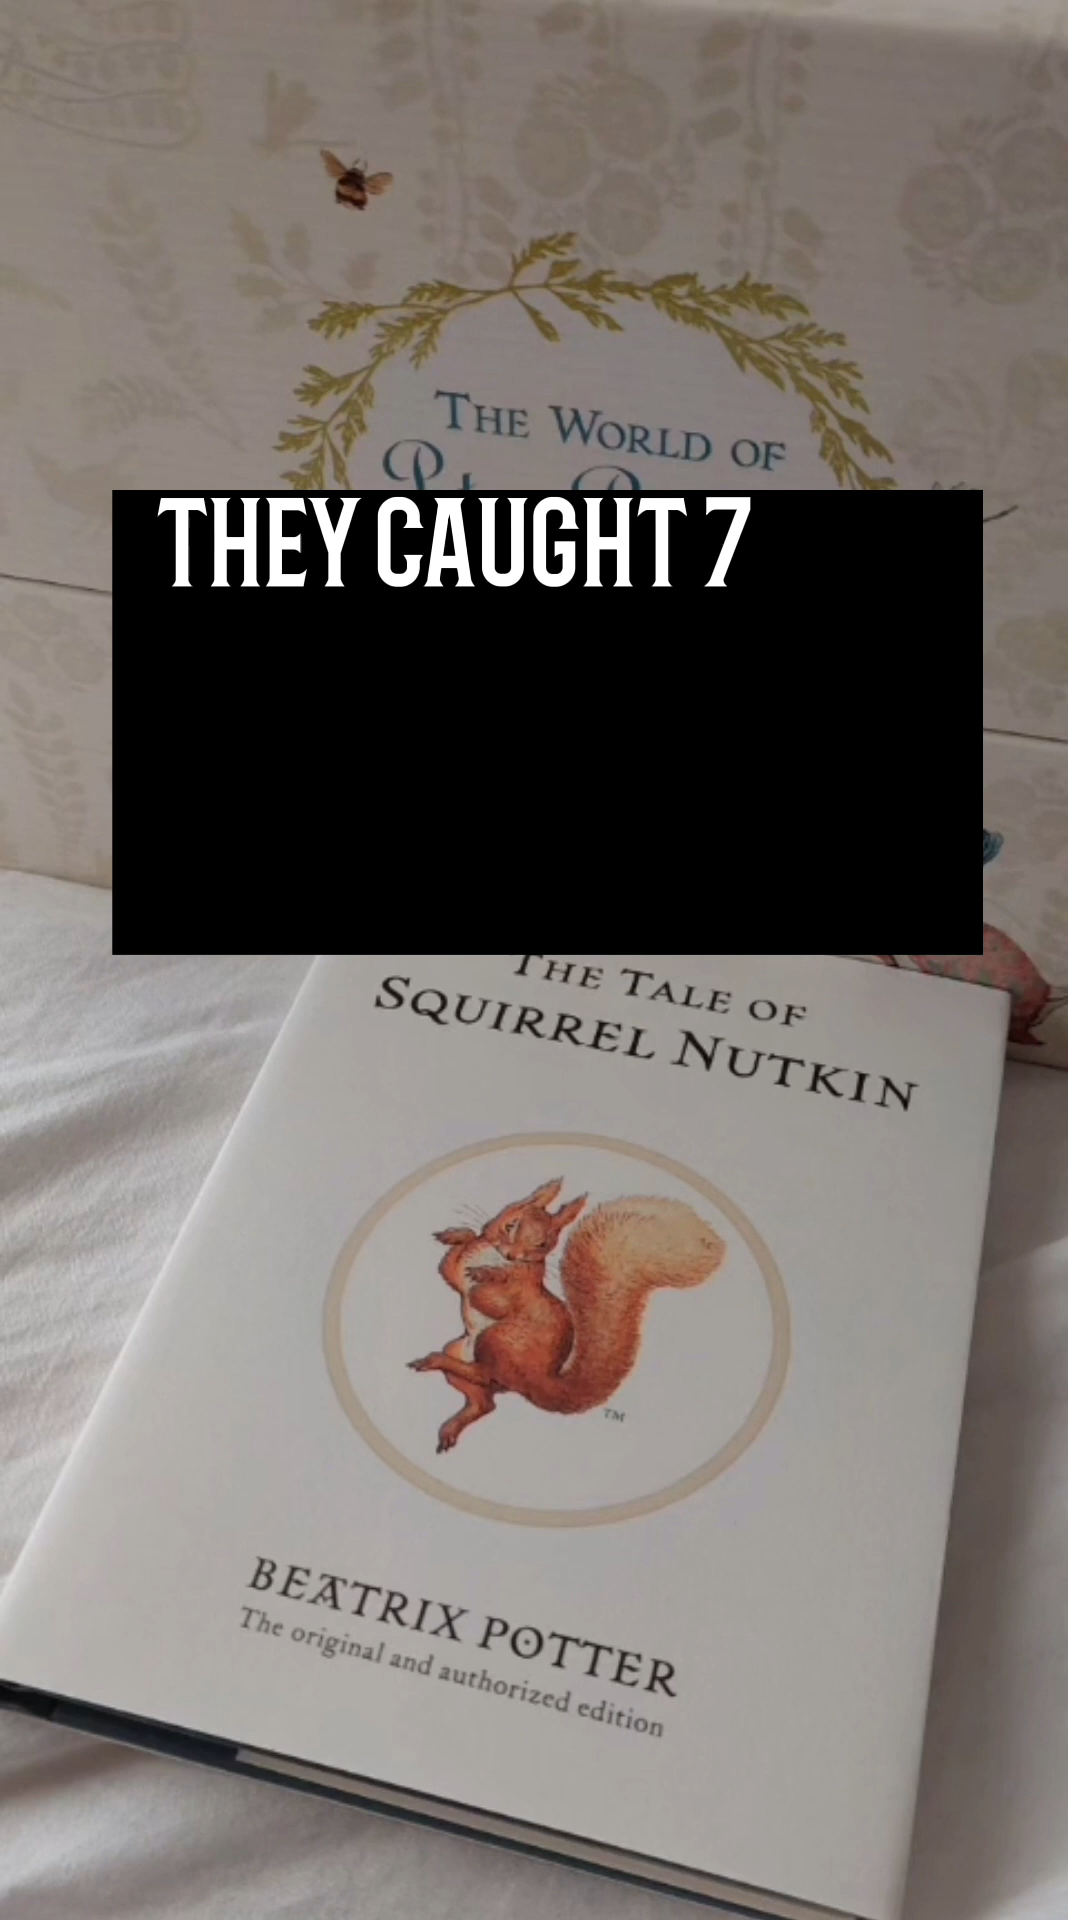 THE WORLD OF
THEY CAUGHT 7
THE TALE OF
SQUIRREL NUTKIN
TM
BEATRIX POTTER
The original and authorized edition